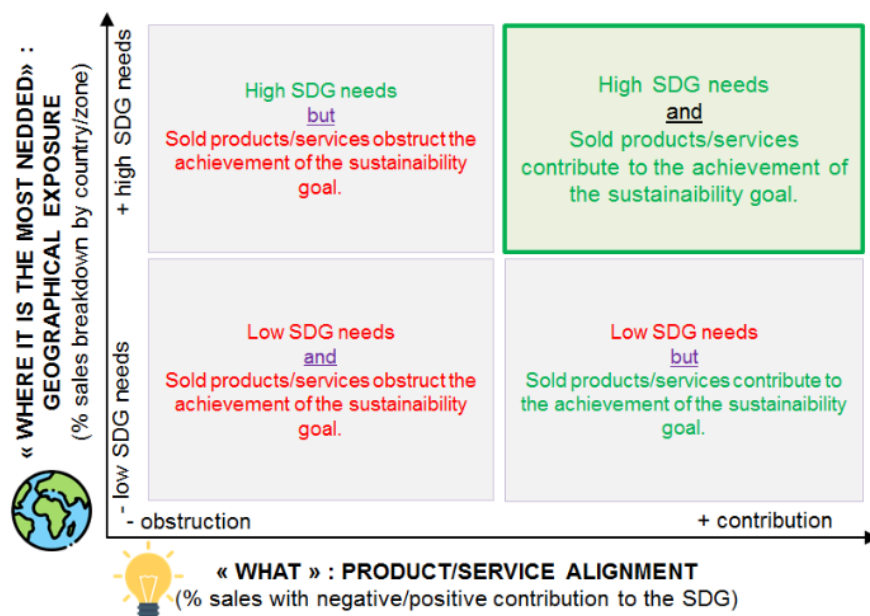 « WHERE IT IS THE MOST NEDDED» :
GEOGRAPHICAL EXPOSURE
(% sales breakdown by country/zone)
+ high SDG needs
- low SDG needs
High SDG needs
but
Sold products/services obstruct the
achievement of the sustainaibility
goal.
High SDG needs
and
Sold products/services
contribute to the achievement of
the sustainaibility goal.
Low SDG needs
and
Sold products/services obstruct the
achievement of the sustainaibility
goal.
Low SDG needs
but
Sold products/services contribute to
the achievement of the sustainaibility
goal.
- obstruction
+ contribution
« WHAT » : PRODUCT/SERVICE ALIGNMENT
(% sales with negative/positive contribution to the SDG)